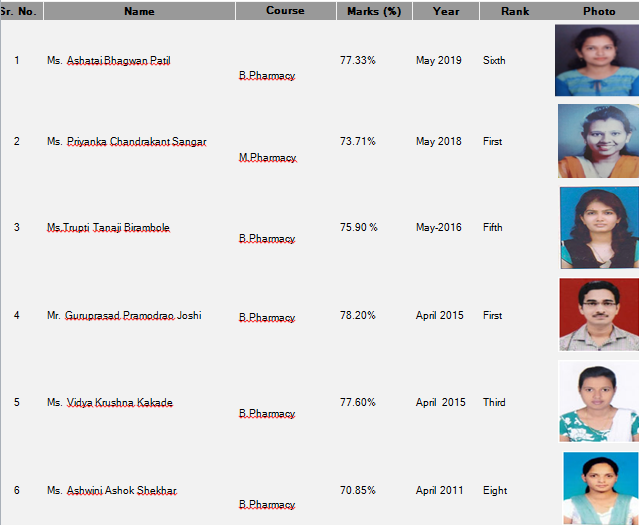 Sr. No. Name Course Marks (%) Year Rank Photo
1 Ms. Ashatai Bhagwan Patil B.Pharmacy 77.33% May 2019 Sixth
2 Ms. Priyanka Chandrakant Sangar M.Pharmacy 73.71% May 2018 First
3 Ms.Trupti Tanaji Birambole B.Pharmacy 75.90 % May-2016 Fifth
4 Mr. Guruprasad Pramodrao Joshi B.Pharmacy 78.20% April 2015 First
5 Ms. Vidya Krushna Kakade B.Pharmacy 77.60% April 2015 Third
6 Ms. Ashwini Ashok Shekhar B.Pharmacy 70.85% April 2011 Eight